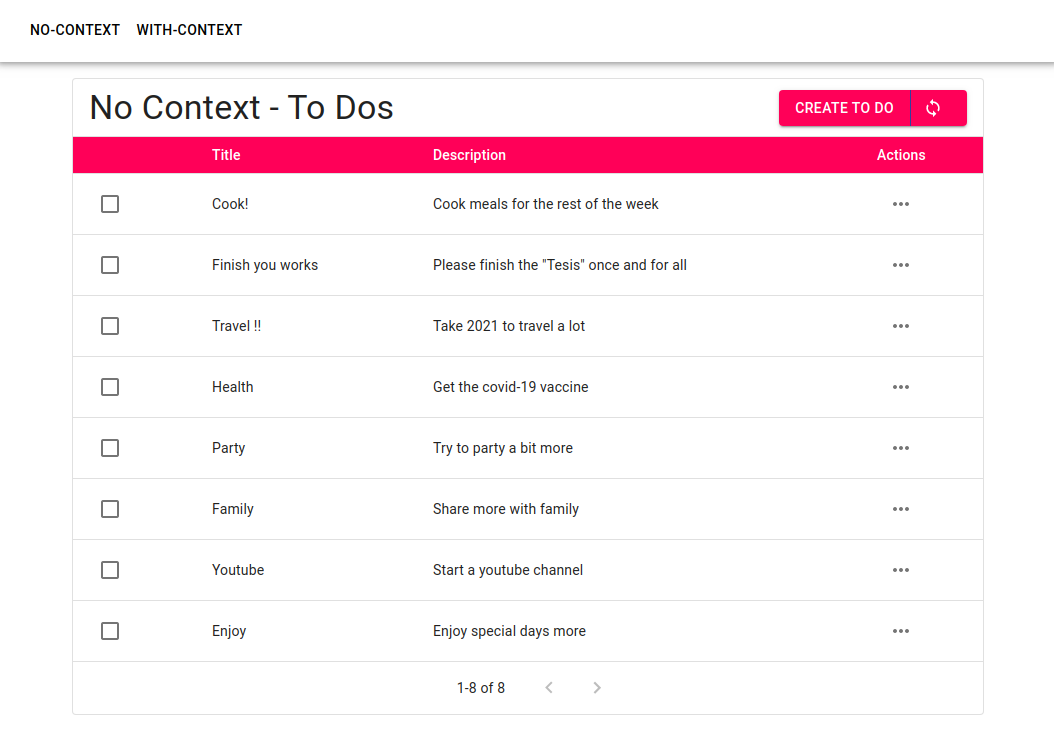 NO-CONTEXT WITH-CONTEXT
No Context - To Dos
CREATE TO DO
Title Description Actions
Cook! Cook meals for the rest of the week
Finish you works Please finish the "Tesis" once and for all
Travel !! Take 2021 to travel a lot
Health Get the covid-19 vaccine
Party Try to party a bit more
Family Share more with family
Youtube Start a youtube channel
Enjoy Enjoy special days more
1-8 of 8